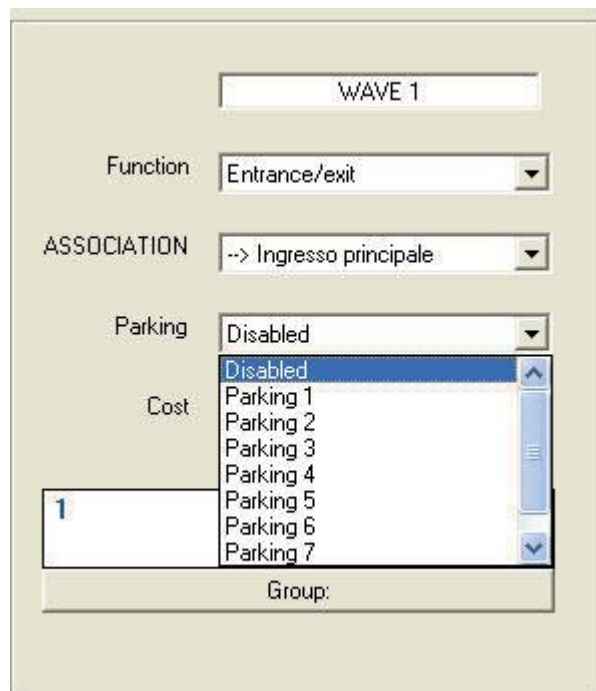 WAVE 1
Function Entrance/exit
ASSOCIATION --> Ingresso principale
Parking Disabled
Disabled
Cost Parking 1
Parking 2
Parking 3
Parking 4
Parking 5
Parking 6
Parking 7
1
Group: